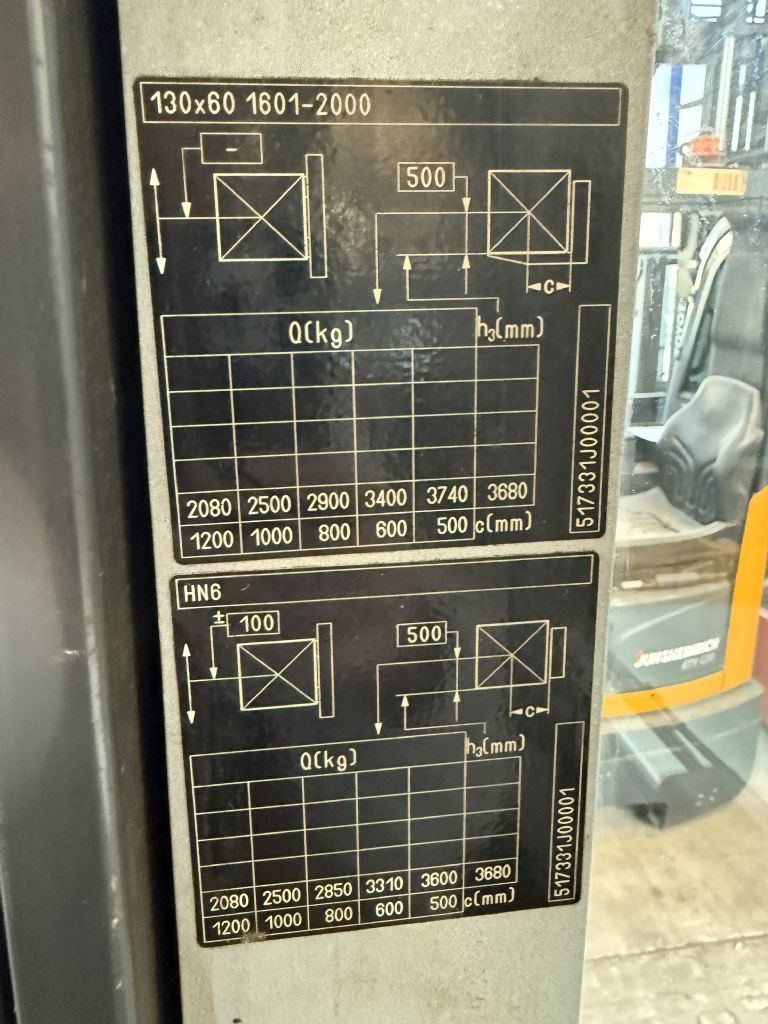 130x60 1601-2000
-
500
c
Q(kg) h3(mm)
2080 2500 2900 3400 3740 3680
1200 1000 800 600 500 c(mm)
517331J00001
HN6
± 100
500
c
Q(kg) h3(mm)
2080 2500 2850 3310 3600 3680
1200 1000 800 600 500 c(mm)
517331J00001
JUNGHEINRICH